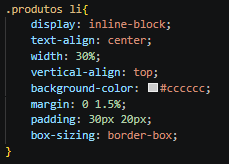 .produtos li{
display: inline-block;
text-align: center;
width: 30%;
vertical-align: top;
background-color: #cccccc;
margin: 0 1.5%;
padding: 30px 20px;
box-sizing: border-box;
}